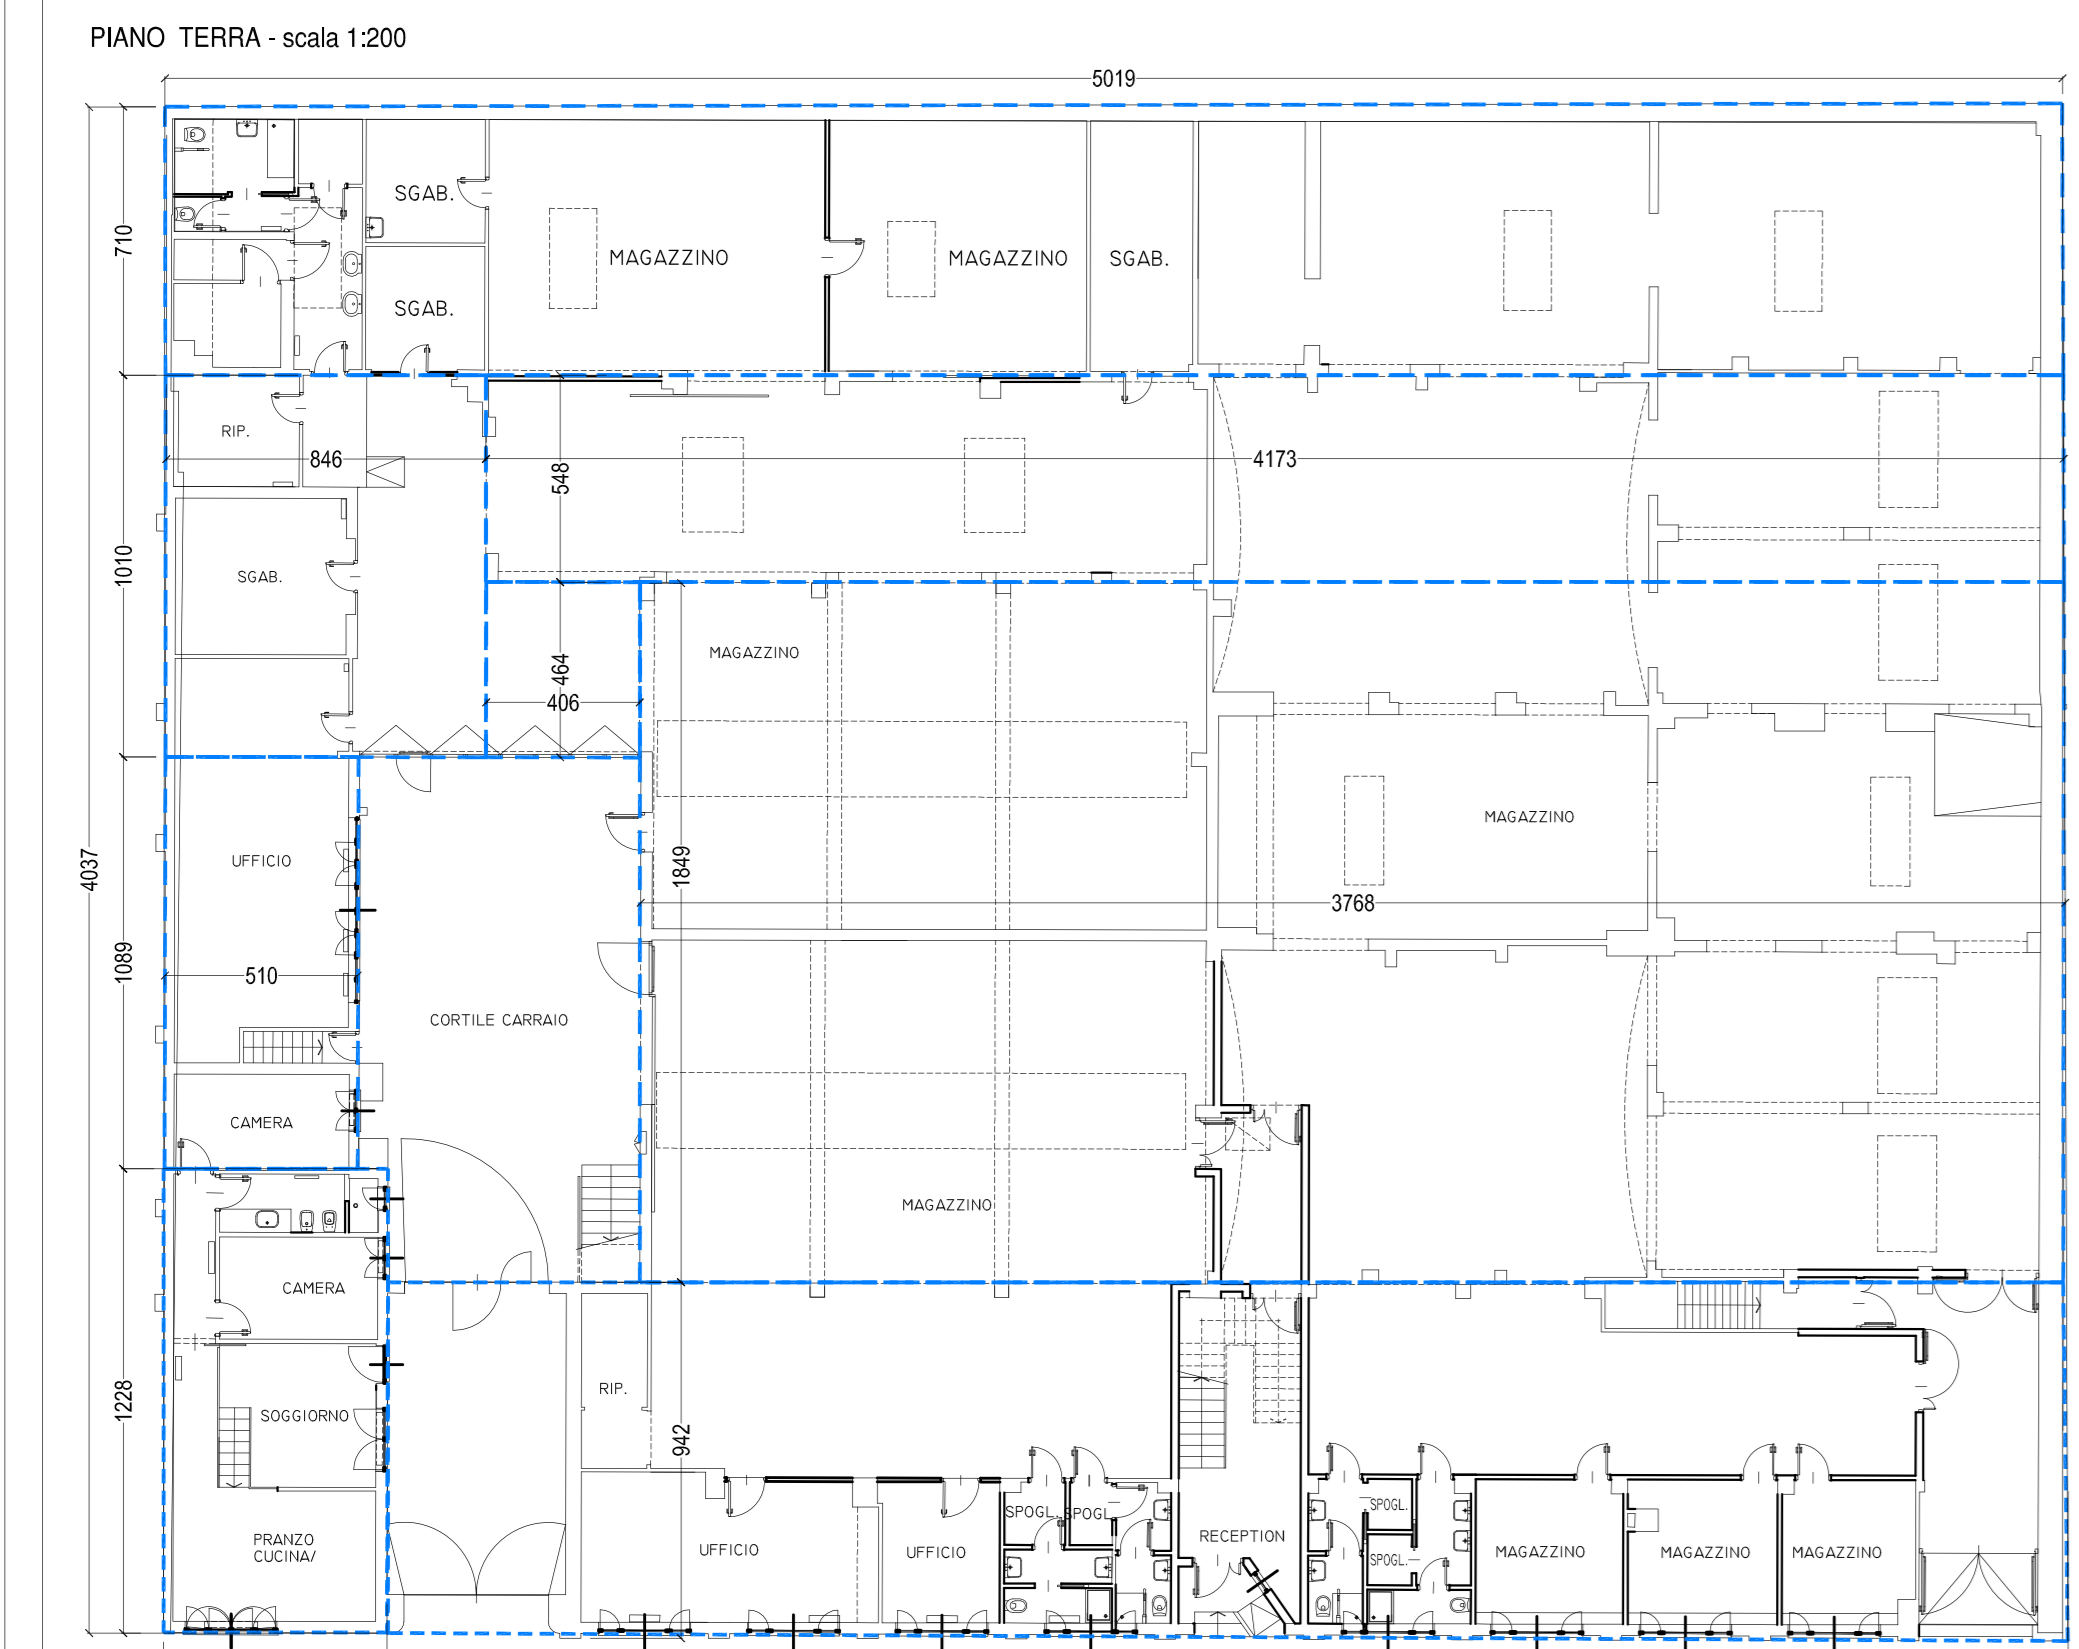 PIANO TERRA - scala 1:200
5019
SGAB.
MAGAZZINO
MAGAZZINO
SGAB.
710
SGAB.
RIP.
846
548
4173
1010
SGAB.
464
406
MAGAZZINO
MAGAZZINO
UFFICIO
4037
1849
3768
1089
510
CORTILE CARRAIO
CAMERA
MAGAZZINO
CAMERA
1228
SOGGIORNO
RIP.
942
PRANZO
CUCINA/
UFFICIO
UFFICIO
SPOGL.
SPOGL.
RECEPTION
SPOGL.
SPOGL.
MAGAZZINO
MAGAZZINO
MAGAZZINO